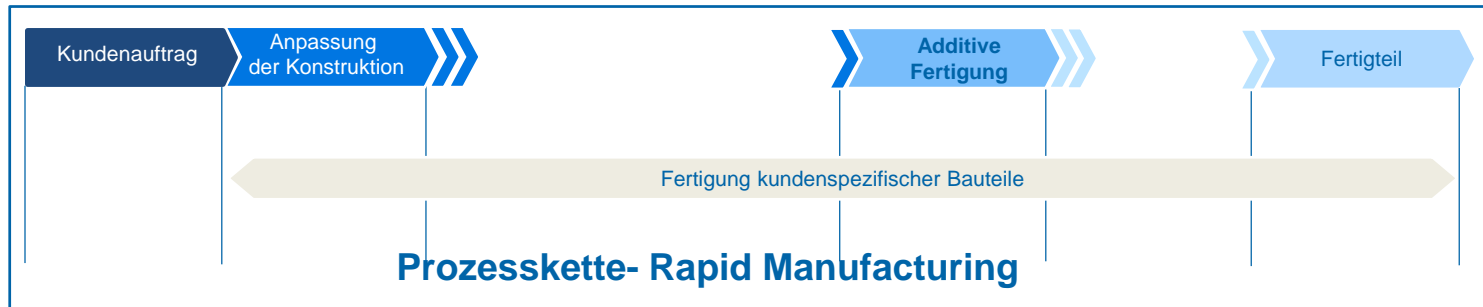 Kundenauftrag
Anpassung
der Konstruktion
Additive
Fertigung
Fertigteil
Fertigung kundenspezifischer Bauteile
Prozesskette- Rapid Manufacturing